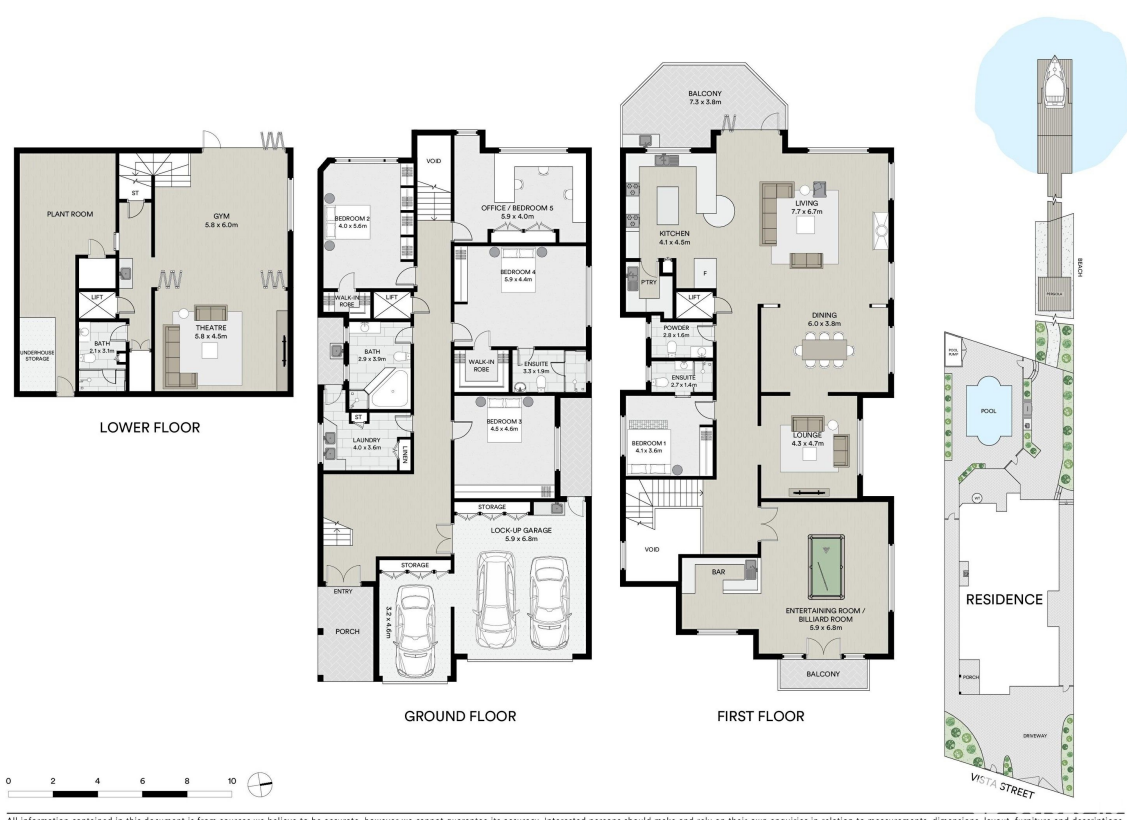 PLANT ROOM
ST
GYM
5.8 x 6.0m
LIFT
BATH
2.1 x 3.1m
THEATRE
5.8 x 4.5m
UNDERHOUSE
STORAGE
LOWER FLOOR
VOID
OFFICE / BEDROOM 5
5.9 x 4.0m
BEDROOM 2
4.0 x 5.6m
BEDROOM 4
5.9 x 4.4m
WALK-IN
ROBE
LIFT
BATH
2.9 x 3.9m
WALK-IN
ROBE
ENSUITE
3.3 x 1.9m
ST
LAUNDRY
4.0 x 3.6m
LINEN
BEDROOM 3
4.5 x 4.6m
STORAGE
LOCK-UP GARAGE
5.9 x 6.8m
STORAGE
ENTRY
3.2 x 4.6m
PORCH
GROUND FLOOR
BALCONY
7.3 x 3.8m
LIVING
7.7 x 6.7m
KITCHEN
4.1 x 4.5m
P'TRY
F
LIFT
DINING
6.0 x 3.8m
POWDER
2.8 x 1.6m
ENSUITE
2.7 x 1.4m
BEDROOM 1
4.1 x 3.6m
LOUNGE
4.3 x 4.7m
VOID
BAR
ENTERTAINING ROOM /
BILLIARD ROOM
5.9 x 6.8m
BALCONY
FIRST FLOOR
BEACH
PERGOLA
POOL
PUMP
POOL
RESIDENCE
PORCH
DRIVEWAY
VISTA STREET
0 2 4 6 8 10